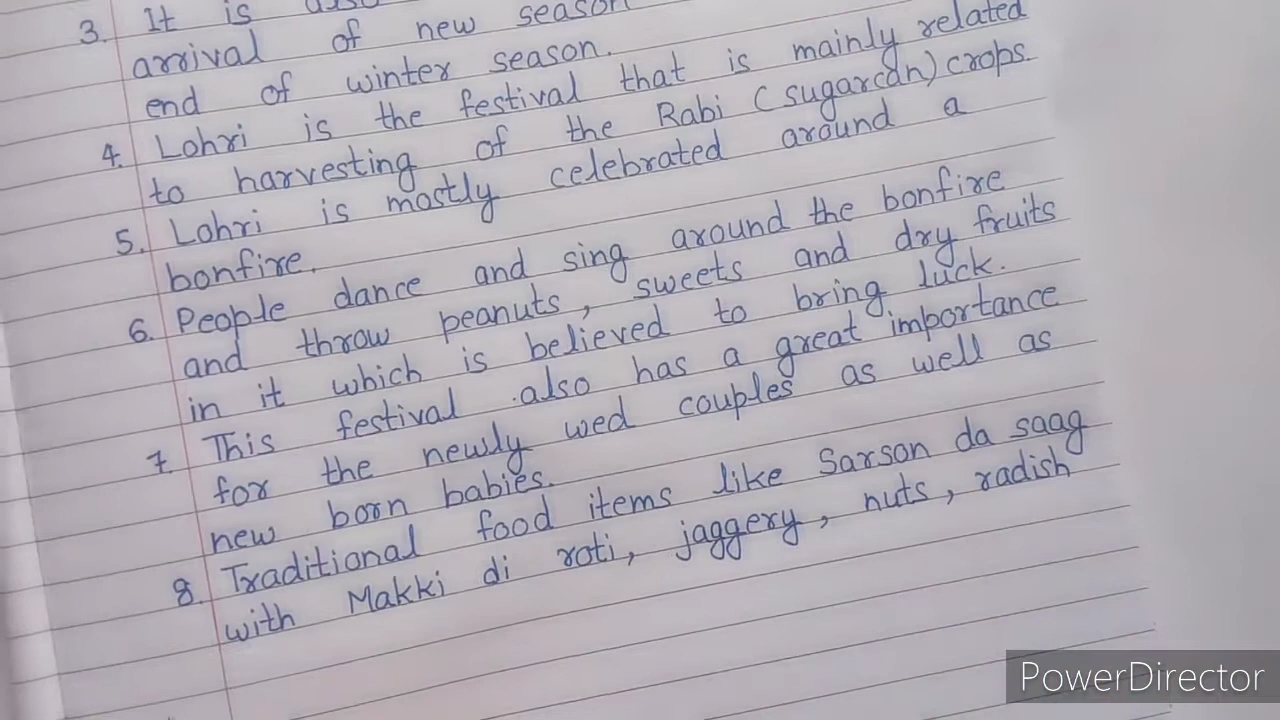 3. It is also
arrival of new season
end of winter season.
4. Lohri is the festival that is mainly related
to harvesting of the Rabi (sugarcan) crops.
5. Lohri is mostly celebrated around a
bonfire.
6. People dance and sing around the bonfire
and throw peanuts, sweets and dry fruits
in it which is believed to bring luck.
7. This festival also has a great importance
for the newly wed couples as well as
new born babies.
8. Traditional food items like Sarson da saag
with Makki di roti, jaggery, nuts, radish
PowerDirector